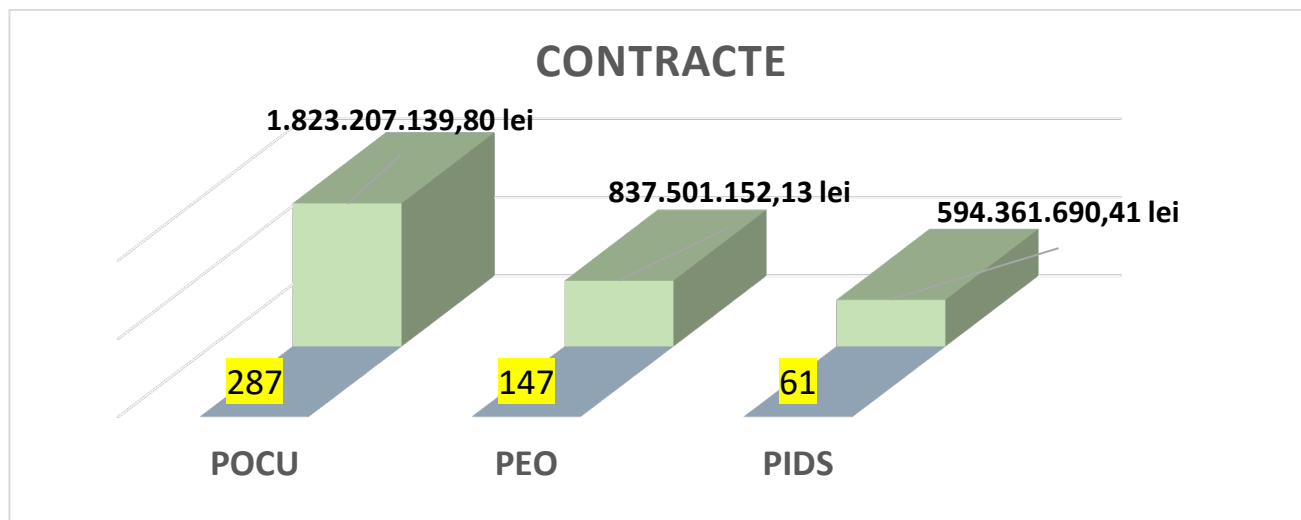 CONTRACTE
1.823.207.139,80 lei
837.501.152,13 lei
594.361.690,41 lei
287
147
61
POCU
PEO
PIDS